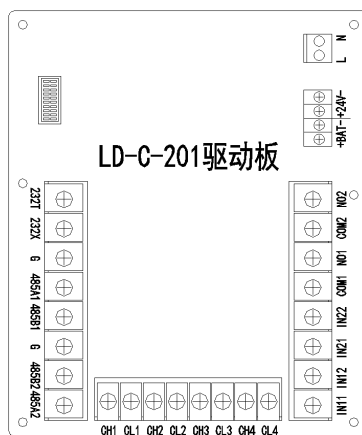 N
L
+24V-
+BAT-
LD-C-201驱动板
232T
232X
G
485A1
485B1
G
485B2
485A2
NO2
COM2
NO1
COM1
IN22
IN21
IN12
IN11
CH1 CL1 CH2 CL2 CH3 CL3 CH4 CL4